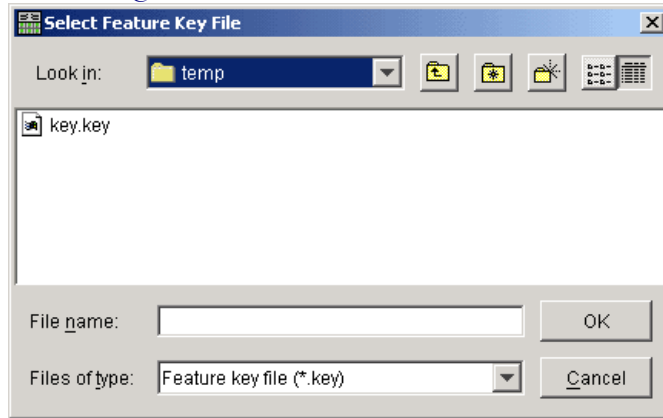 Select Feature Key File
Look in: temp
key.key
File name: OK
Files of type: Feature key file (*.key) Cancel